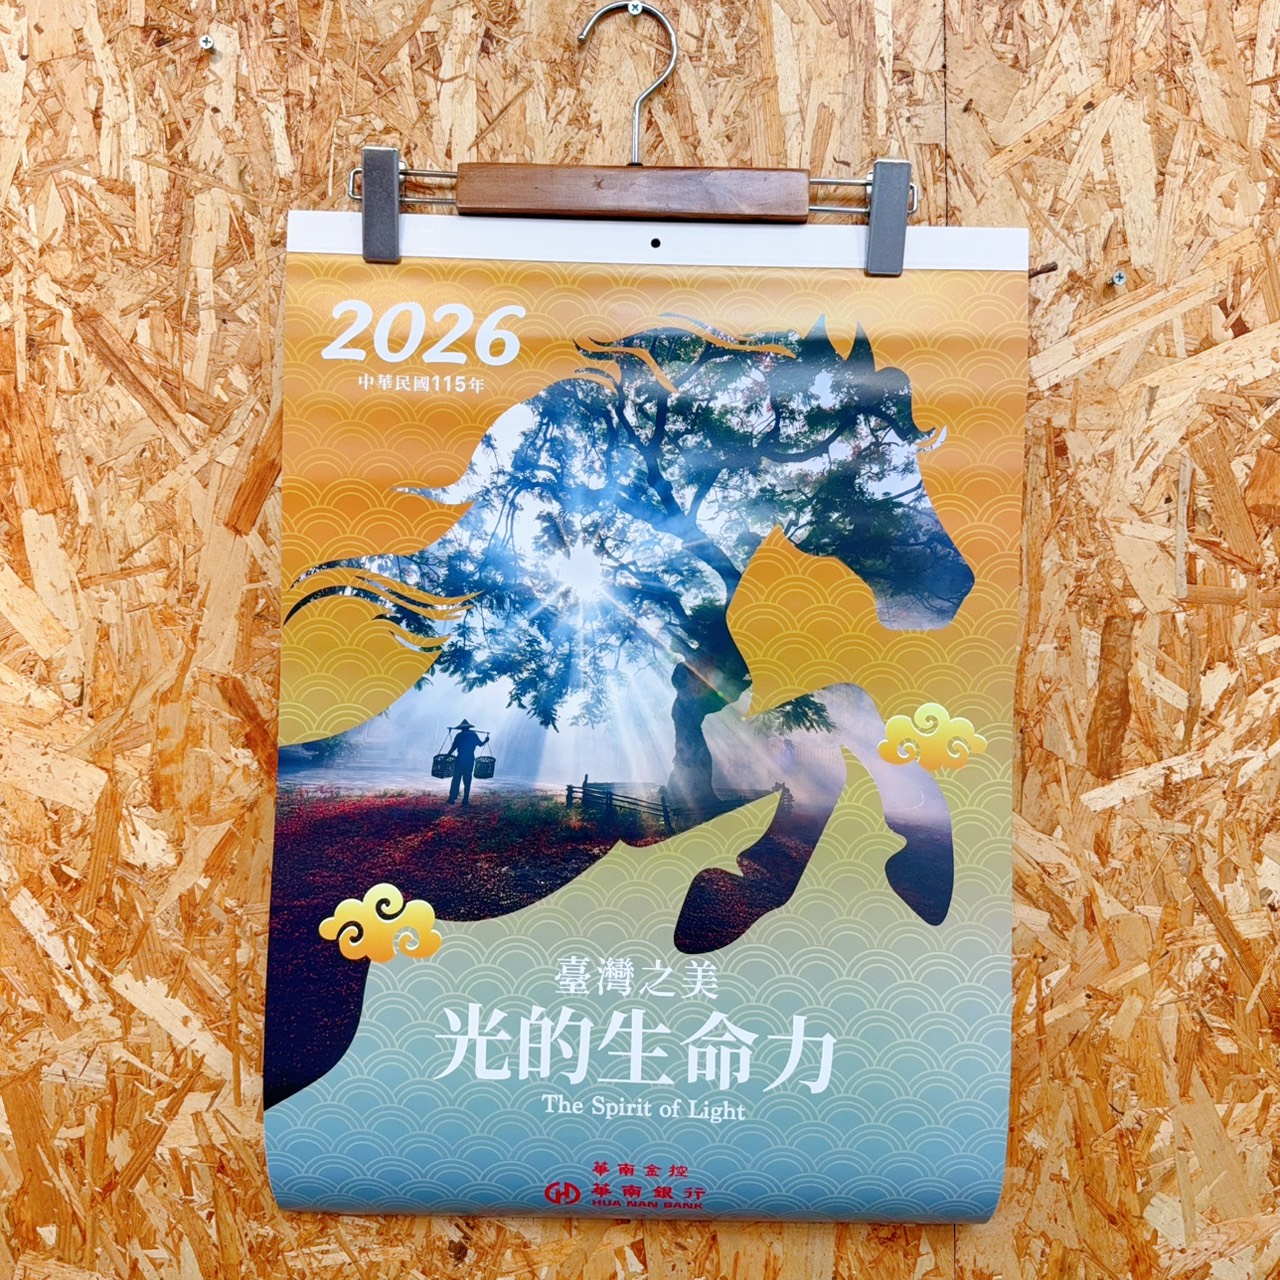 2026
中華民國115年
臺灣之美
光的生命力
The Spirit of Light
華南金控
華南銀行
HUA NAN BANK